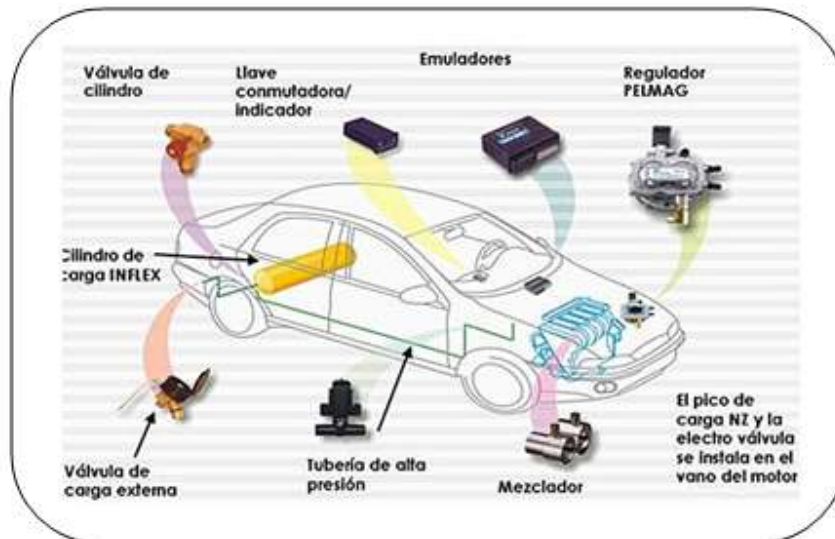 Válvula de
cilindro
Llave
conmutadora/
indicador
Emuladores
Regulador
PELMAG
Cilindro de
carga INFLEX
Válvula de
carga externa
Tubería de alta
presión
Mezclador
El pico de
carga NZ y la
electro válvula
se instala en el
vano del motor